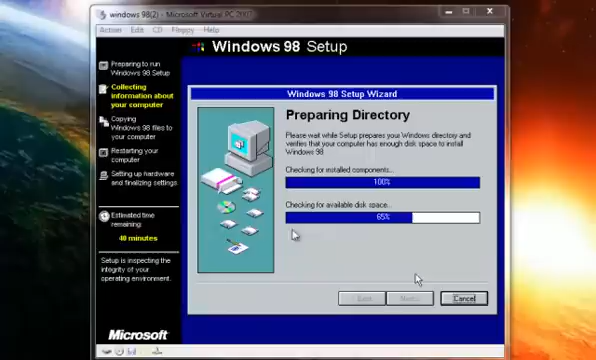 windows 98(2) - Microsoft Virtual PC 2007
Action Edit CD Floppy Help
Windows 98 Setup
Preparing to run
Windows 98 Setup
Collecting
information about
your computer
Copying
Windows 98 files to
your computer
Restarting your
computer
Setting up hardware
and finalizing settings.
Estimated time
remaining:
40 minutes
Setup is inspecting the
integrity of your
operating environment.
Microsoft
Windows 98 Setup Wizard
Preparing Directory
Please wait while Setup prepares your Windows directory and
verifies that your computer has enough disk space to install
Windows 98
Checking for installed components...
100%
Checking for available disk space...
65%
Cancel